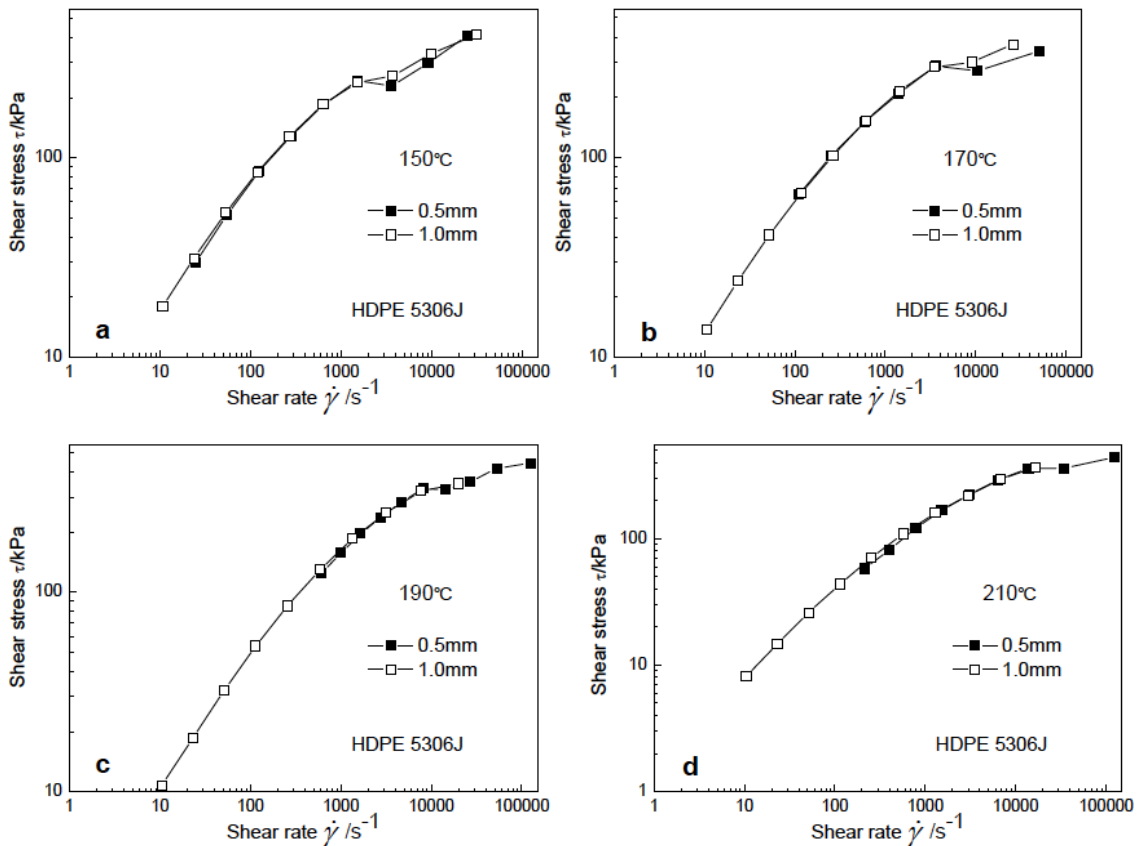 Shear stress τ/kPa
100
10
150℃
0.5mm
1.0mm
HDPE 5306J
a
1 10 100 1000 10000 100000
Shear rate γ̇ /s⁻¹
Shear stress τ/kPa
100
10
170℃
0.5mm
1.0mm
HDPE 5306J
b
1 10 100 1000 10000 100000
Shear rate γ̇ /s⁻¹
Shear stress τ/kPa
100
10
190℃
0.5mm
1.0mm
HDPE 5306J
c
1 10 100 1000 10000 100000
Shear rate γ̇ /s⁻¹
Shear stress τ/kPa
100
10
1
210℃
0.5mm
1.0mm
HDPE 5306J
d
1 10 100 1000 10000 100000
Shear rate γ̇ /s⁻¹